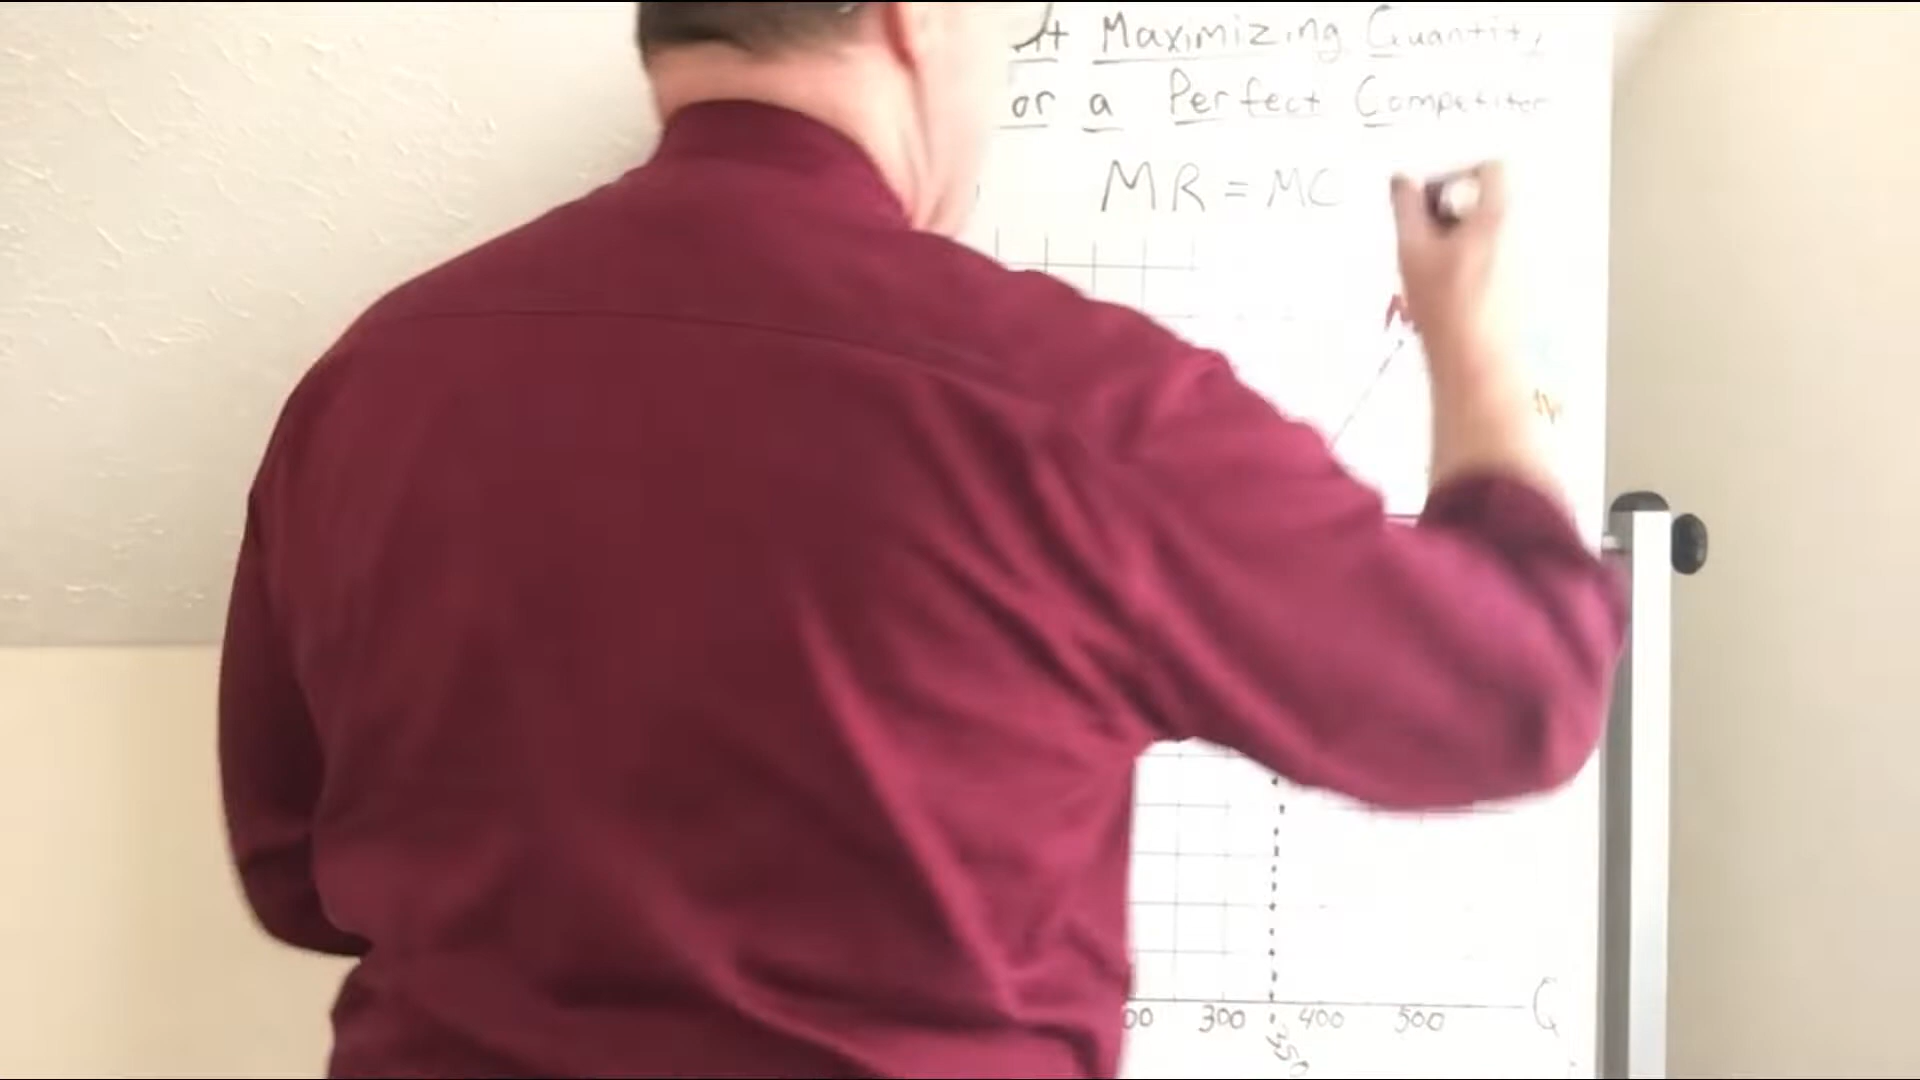 Maximizing Quantity
or a Perfect Competitor
MR = MC
300 400 500 Q
350